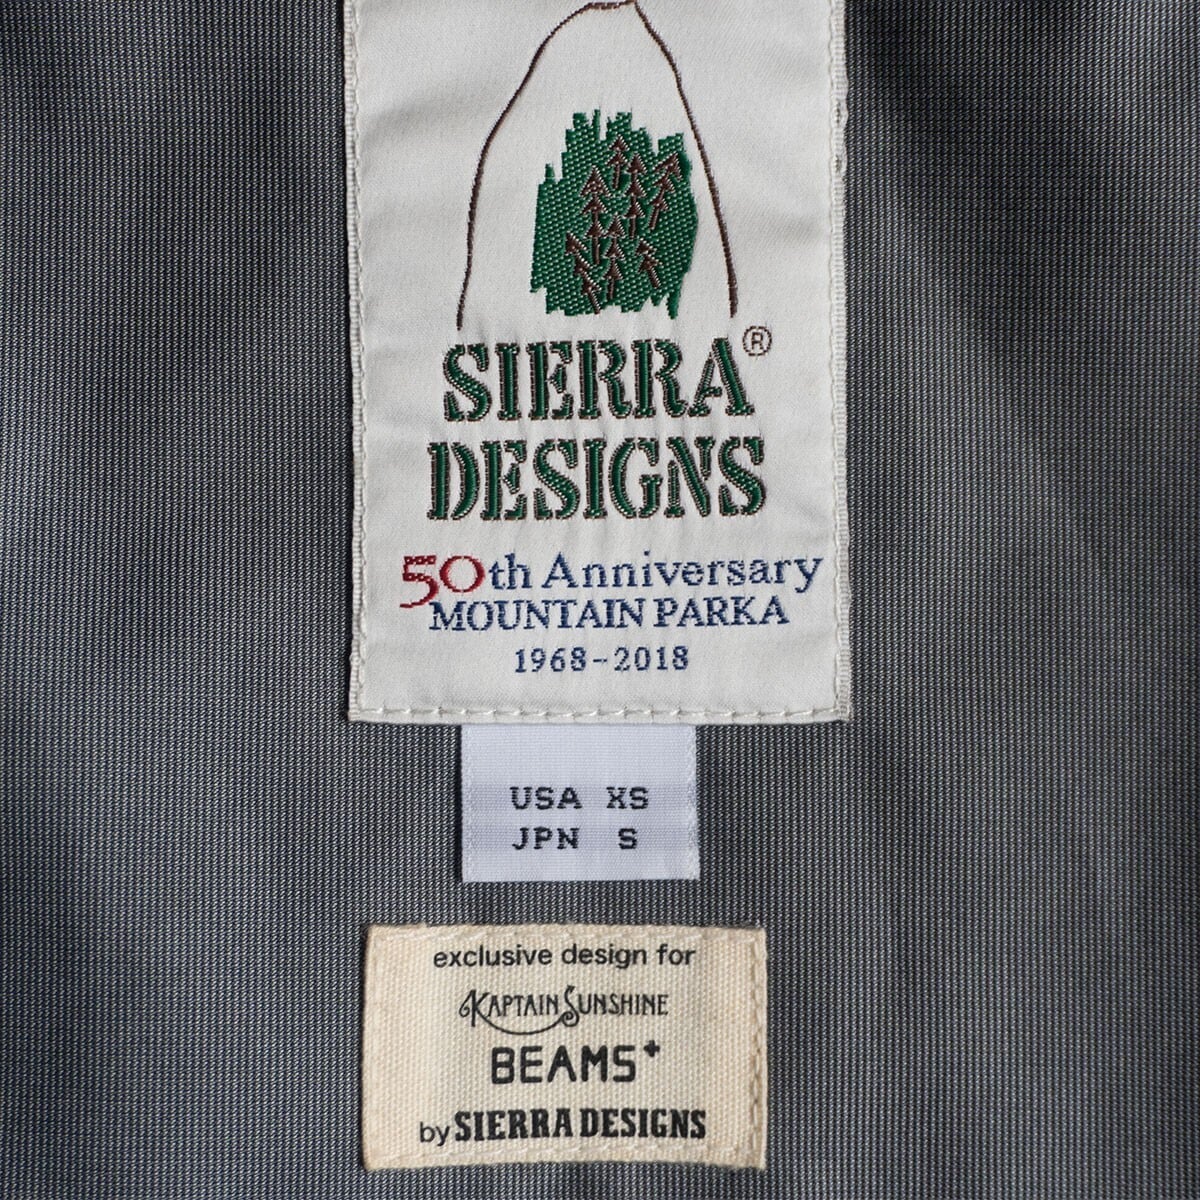 SIERRA®
DESIGNS
50th Anniversary
MOUNTAIN PARKA
1968-2018
USA XS
JPN S
exclusive design for
KAPTAIN SUNSHINE
BEAMS+
by SIERRA DESIGNS